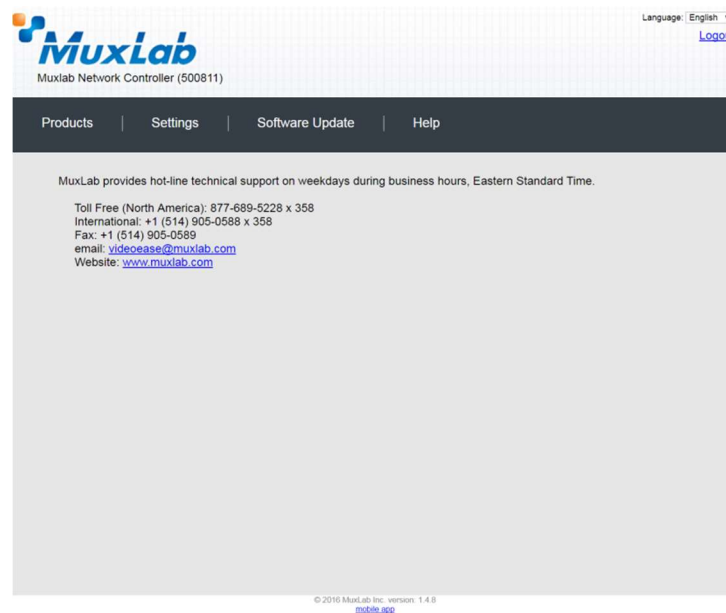 Language: English
Logo
MuxLab
Muxlab Network Controller (500811)
Products | Settings | Software Update | Help
MuxLab provides hot-line technical support on weekdays during business hours, Eastern Standard Time.
Toll Free (North America): 877-689-5228 x 358
International: +1 (514) 905-0588 x 358
Fax: +1 (514) 905-0589
email: videoease@muxlab.com
Website: www.muxlab.com
© 2016 MuxLab Inc. version: 1.4.8
mobile app